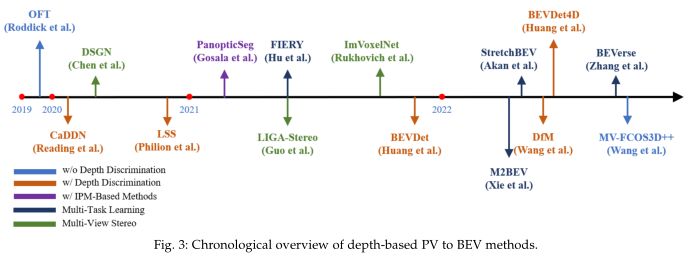 OFT
(Roddick et al.)
DSGN
(Chen et al.)
PanopticSeg
(Gosala et al.)
FIERY
(Hu et al.)
ImVoxelNet
(Rukhovich et al.)
StretchBEV
(Akan et al.)
BEVDet4D
(Huang et al.)
BEVerse
(Zhang et al.)
2019
2020
2021
2022
CaDDN
(Reading et al.)
LSS
(Philion et al.)
LIGA-Stereo
(Guo et al.)
BEVDet
(Huang et al.)
M2BEV
(Xie et al.)
DfM
(Wang et al.)
MV-FCOS3D++
(Wang et al.)
w/o Depth Discrimination
w/ Depth Discrimination
w/ IPM-Based Methods
Multi-Task Learning
Multi-View Stereo
Fig. 3: Chronological overview of depth-based PV to BEV methods.